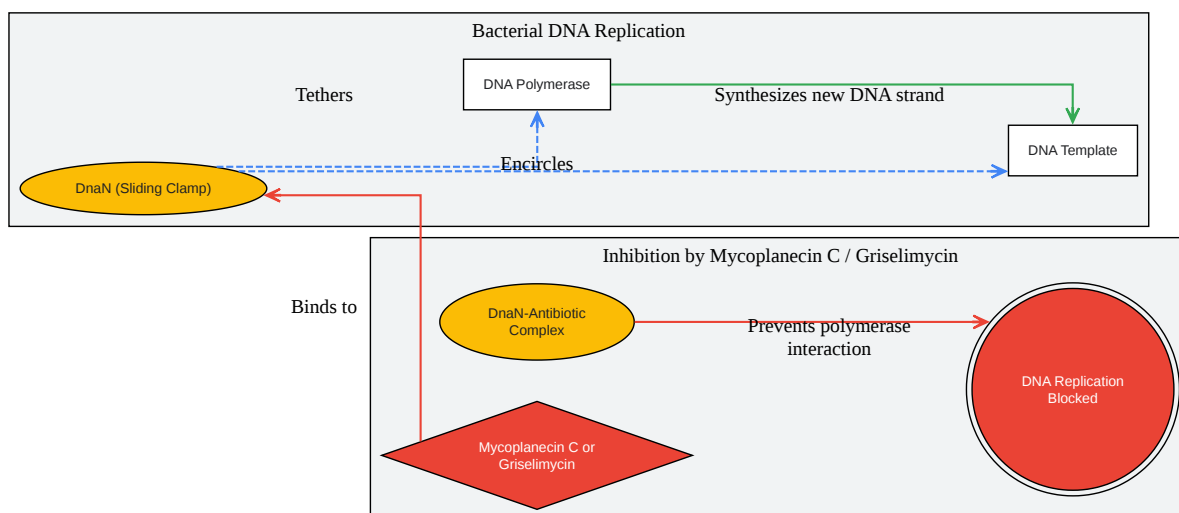 Bacterial DNA Replication
DNA Polymerase
Tethers
Synthesizes new DNA strand
DNA Template
Encircles
DnaN (Sliding Clamp)
Inhibition by Mycoplanecin C / Griselimycin
Binds to
DnaN-Antibiotic
Complex
Prevents polymerase
interaction
DNA Replication
Blocked
Mycoplanecin C or
Griselimycin